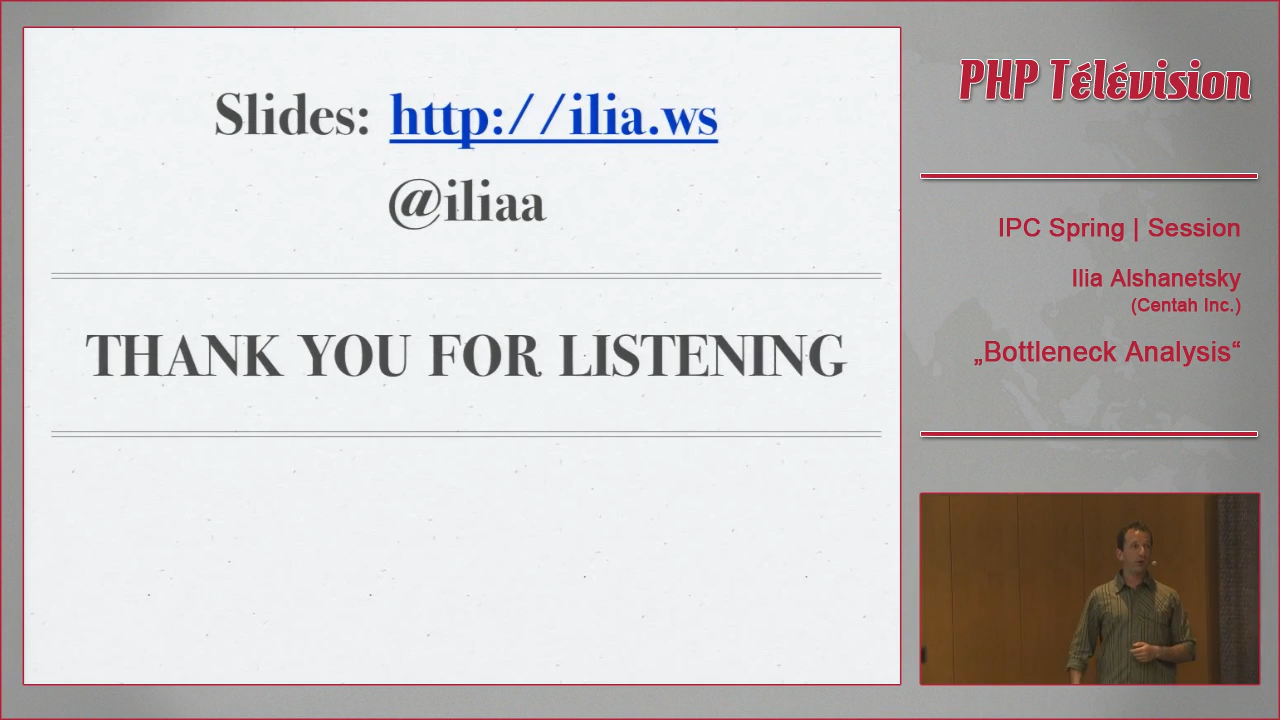 Slides: http://ilia.ws
@iliaa
THANK YOU FOR LISTENING
PHP Télévision
IPC Spring | Session
Ilia Alshanetsky
(Centah Inc.)
„Bottleneck Analysis“